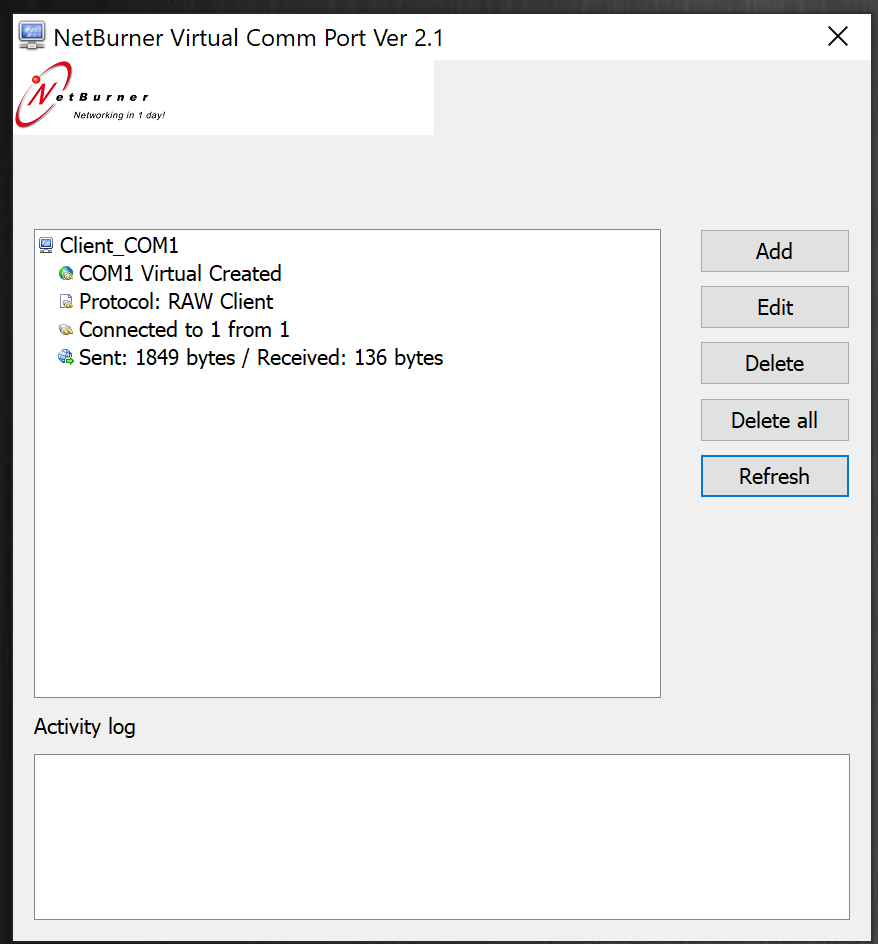 NetBurner Virtual Comm Port Ver 2.1
NetBurner
Networking in 1 day!
Client_COM1
COM1 Virtual Created
Protocol: RAW Client
Connected to 1 from 1
Sent: 1849 bytes / Received: 136 bytes
Add
Edit
Delete
Delete all
Refresh
Activity log